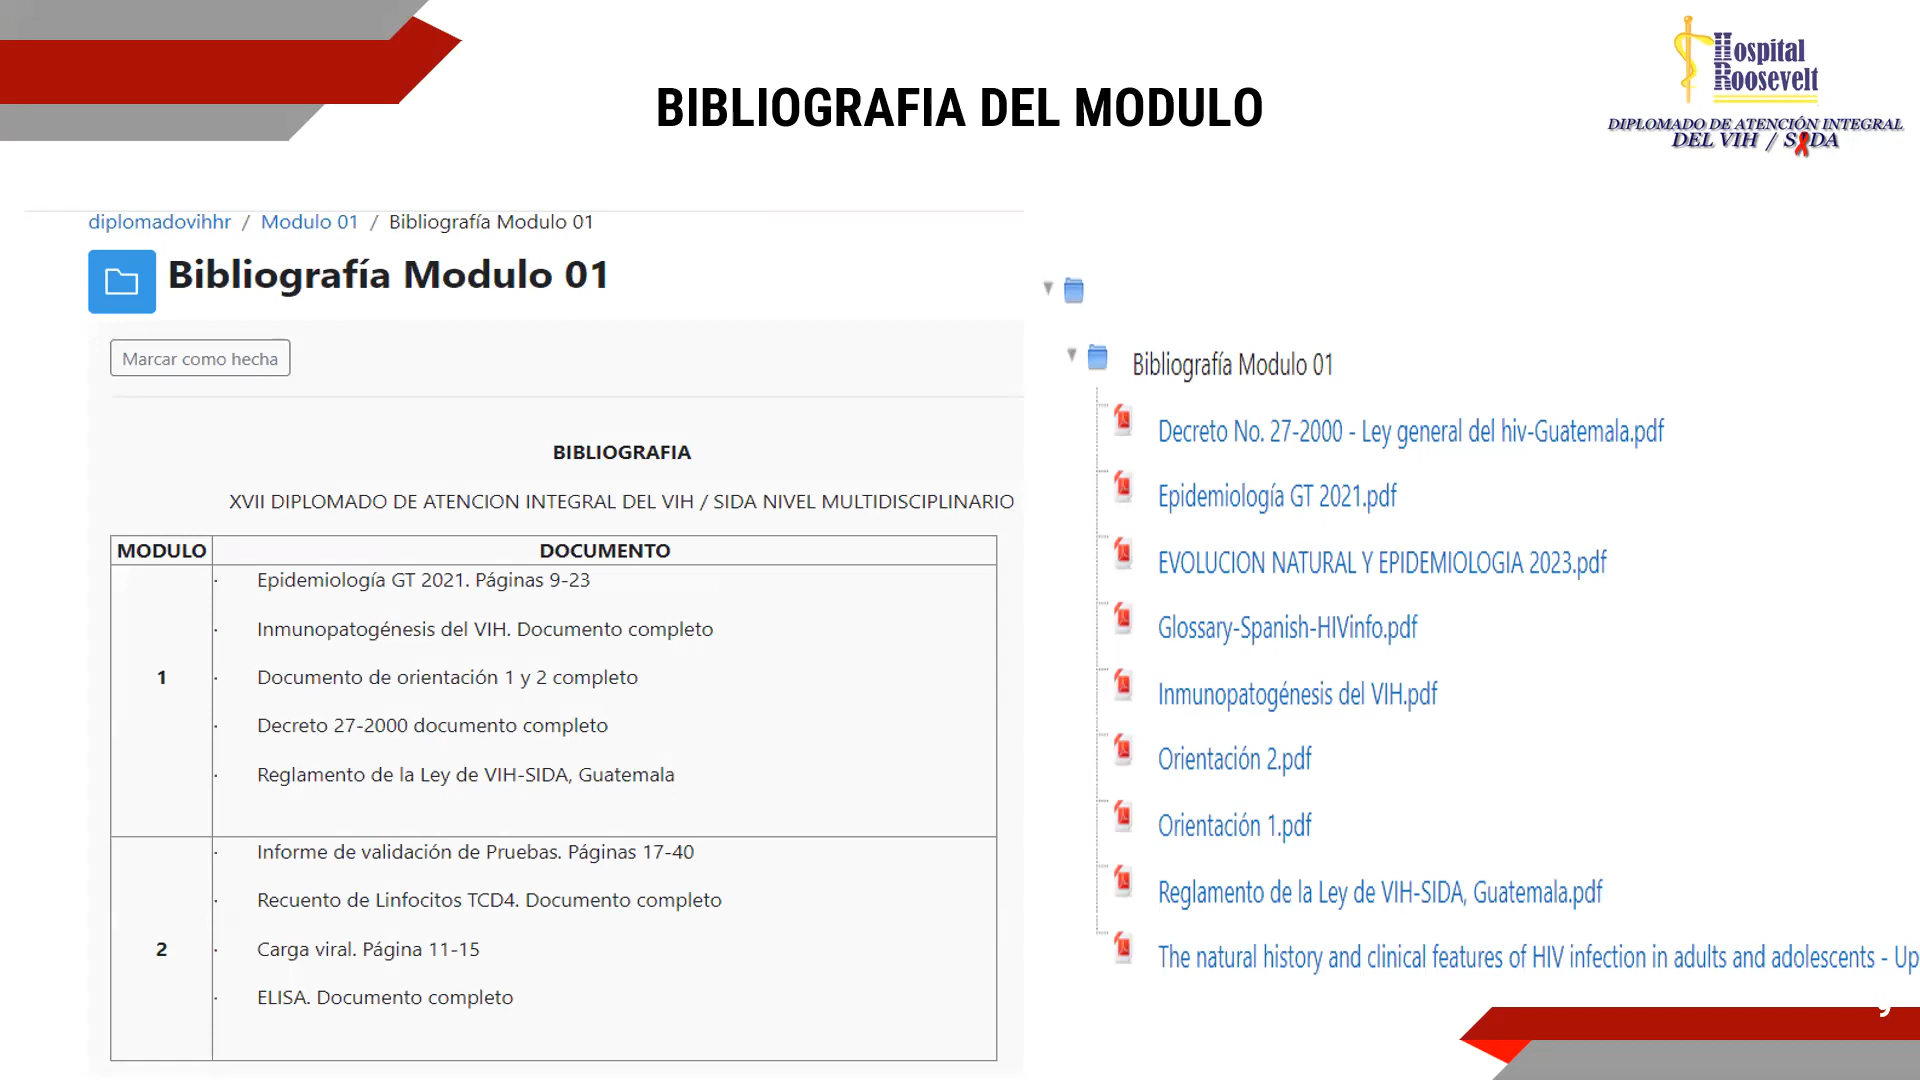 BIBLIOGRAFIA DEL MODULO
Hospital
Roosevelt
DIPLOMADO DE ATENCIÓN INTEGRAL
DEL VIH / SIDA
diplomadovihhr / Modulo 01 / Bibliografía Modulo 01
Bibliografía Modulo 01
Marcar como hecha
BIBLIOGRAFIA
XVII DIPLOMADO DE ATENCION INTEGRAL DEL VIH / SIDA NIVEL MULTIDISCIPLINARIO
MODULO DOCUMENTO
· Epidemiología GT 2021. Páginas 9-23
· Inmunopatogénesis del VIH. Documento completo
1 · Documento de orientación 1 y 2 completo
· Decreto 27-2000 documento completo
· Reglamento de la Ley de VIH-SIDA, Guatemala
· Informe de validación de Pruebas. Páginas 17-40
· Recuento de Linfocitos TCD4. Documento completo
2 · Carga viral. Página 11-15
· ELISA. Documento completo
Bibliografía Modulo 01
Decreto No. 27-2000 - Ley general del hiv-Guatemala.pdf
Epidemiología GT 2021.pdf
EVOLUCION NATURAL Y EPIDEMIOLOGIA 2023.pdf
Glossary-Spanish-HIVinfo.pdf
Inmunopatogénesis del VIH.pdf
Orientación 2.pdf
Orientación 1.pdf
Reglamento de la Ley de VIH-SIDA, Guatemala.pdf
The natural history and clinical features of HIV infection in adults and adolescents - Up